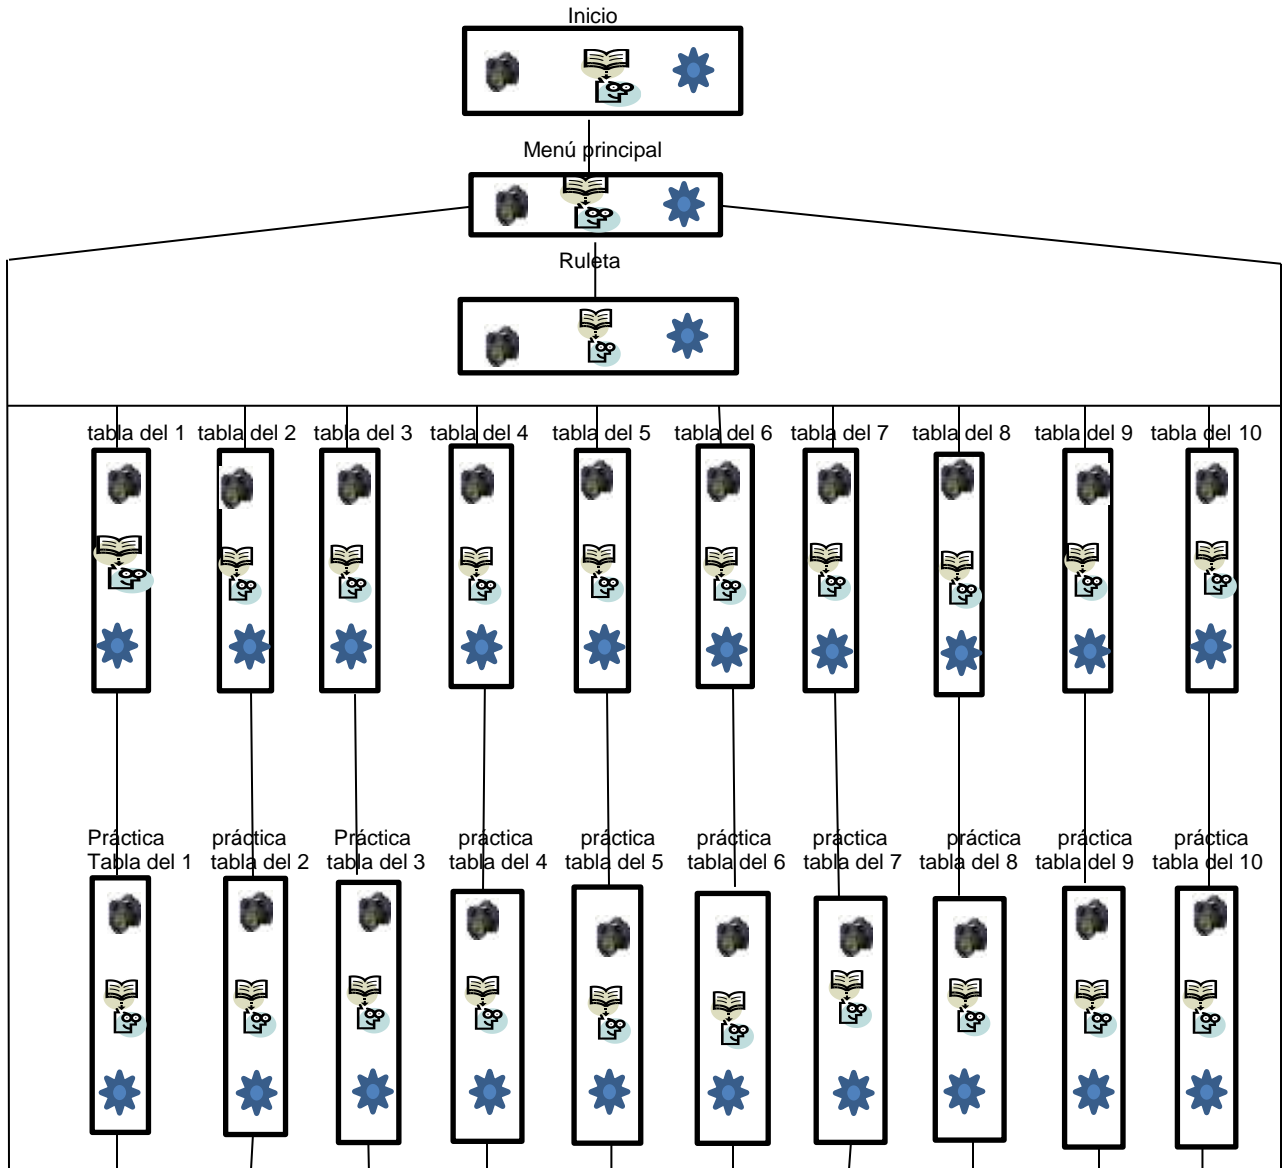 Inicio
Menú principal
Ruleta
tabla del 1 tabla del 2 tabla del 3 tabla del 4 tabla del 5 tabla del 6 tabla del 7 tabla del 8 tabla del 9 tabla del 10
Práctica práctica Práctica práctica práctica práctica práctica práctica práctica práctica
Tabla del 1 tabla del 2 tabla del 3 tabla del 4 tabla del 5 tabla del 6 tabla del 7 tabla del 8 tabla del 9 tabla del 10